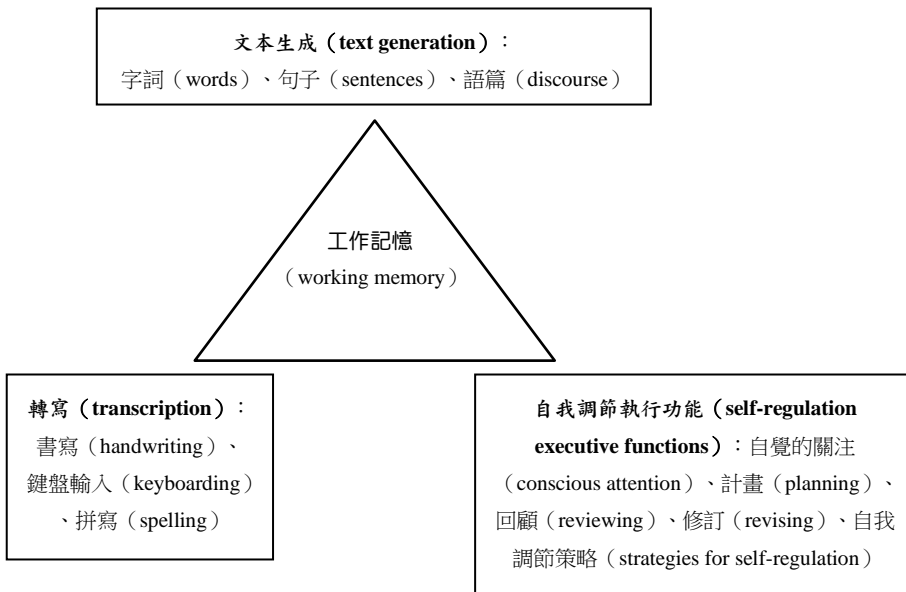 文本生成（text generation）：
字詞（words）、句子（sentences）、語篇（discourse）
工作記憶
（working memory）
轉寫（transcription）：
書寫（handwriting）、
鍵盤輸入（keyboarding）
、拼寫（spelling）
自我調節執行功能（self-regulation
executive functions）：自覺的關注
（conscious attention）、計畫（planning）、
回顧（reviewing）、修訂（revising）、自我
調節策略（strategies for self-regulation）